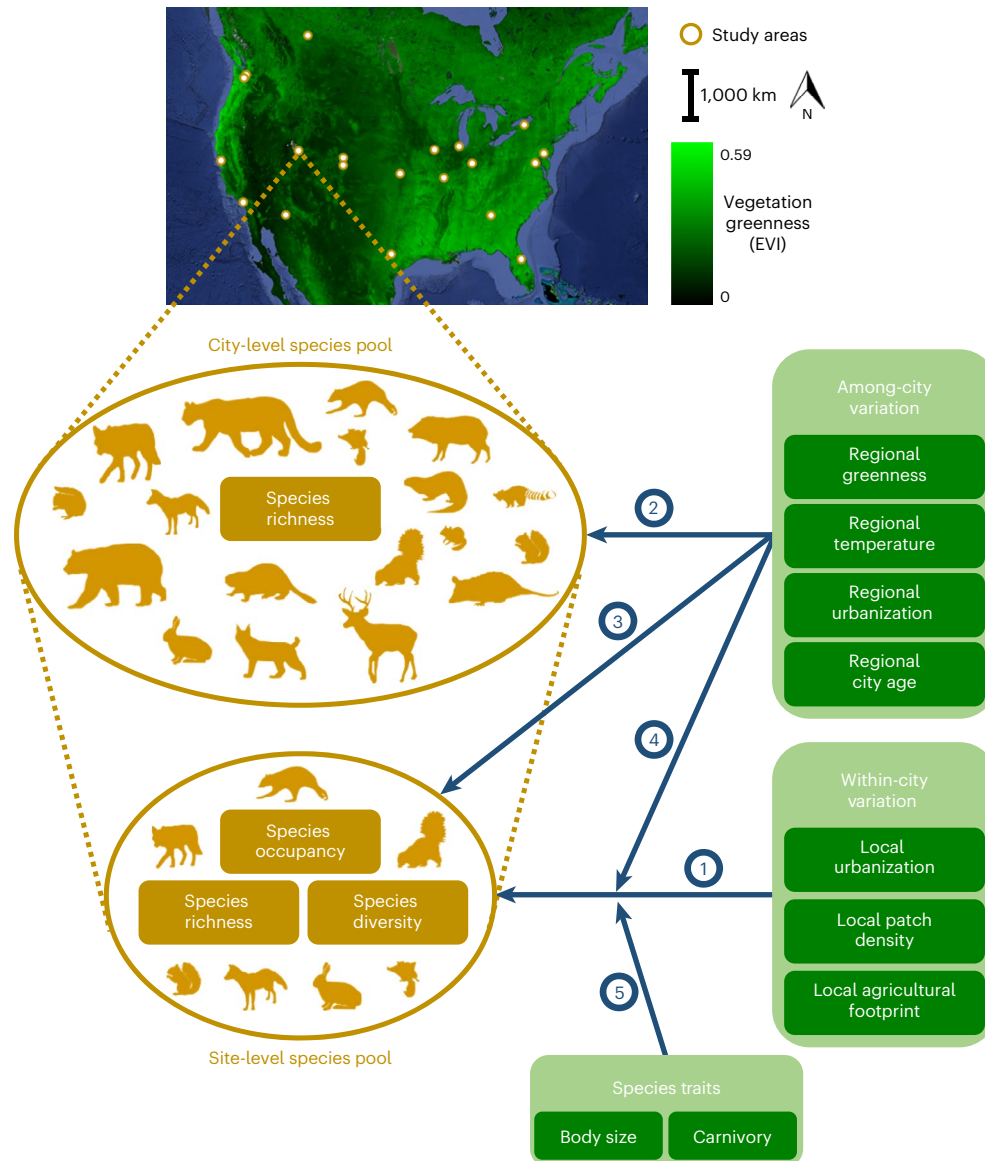 Study areas
1,000 km
N
0.59
Vegetation
greenness
(EVI)
0
City-level species pool
Species
richness
Among-city
variation
Regional
greenness
Regional
temperature
Regional
urbanization
Regional
city age
2
3
4
Within-city
variation
Local
urbanization
Local patch
density
Local agricultural
footprint
1
Species
occupancy
Species
richness
Species
diversity
Site-level species pool
5
Species traits
Body size
Carnivory